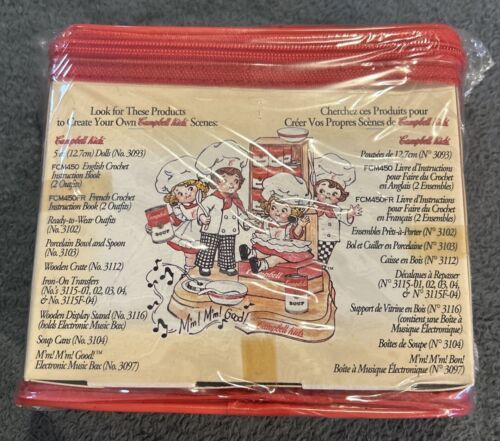 Look for These Products
to Create Your Own Campbell Kids Scenes:
Campbell Kids
5 in (12.7cm) Dolls (No. 3093)
FCM450 English Crochet
Instruction Book
(2 Outfits)
FCM450FR French Crochet
Instruction Book (2 Outfits)
Ready-to-Wear Outfits
(No. 3102)
Porcelain Bowl and Spoon
(No. 3103)
Wooden Crate (No. 3112)
Iron-On Transfers
(No.'s 3115-01, 02, 03, 04,
& No. 3115F-04)
Wooden Display Stand (No. 3116)
(holds Electronic Music Box)
Soup Cans (No. 3104)
M'm! M'm! Good!™
Electronic Music Box (No. 3097)
Cherchez ces Produits pour
Créer Vos Propres Scènes de Campbell Kids
Campbell Kids
Poupées de 12.7cm (N° 3093)
FCM450 Livre d'Instructions
pour Faire du Crochet
en Anglais (2 Ensembles)
FCM450FR Livre d'Instructions
pour Faire du Crochet
en Français (2 Ensembles)
Ensembles Prêts-à-Porter (N° 3102)
Bol et Cuiller en Porcelaine (N° 3103)
Caisse en Bois (N° 3112)
Décalques à Repasser
(N° 3115-01, 02, 03, 04,
& N° 3115F-04)
Support de Vitrine en Bois (N° 3116)
(contient une Boîte à
Musique Électronique)
Boîtes de Soupe (N° 3104)
M'm! M'm! Bon!
Boîte à Musique Électronique (N° 3097)
Campbell's
SOUP
M'm! M'm! Good!
Campbell Kids